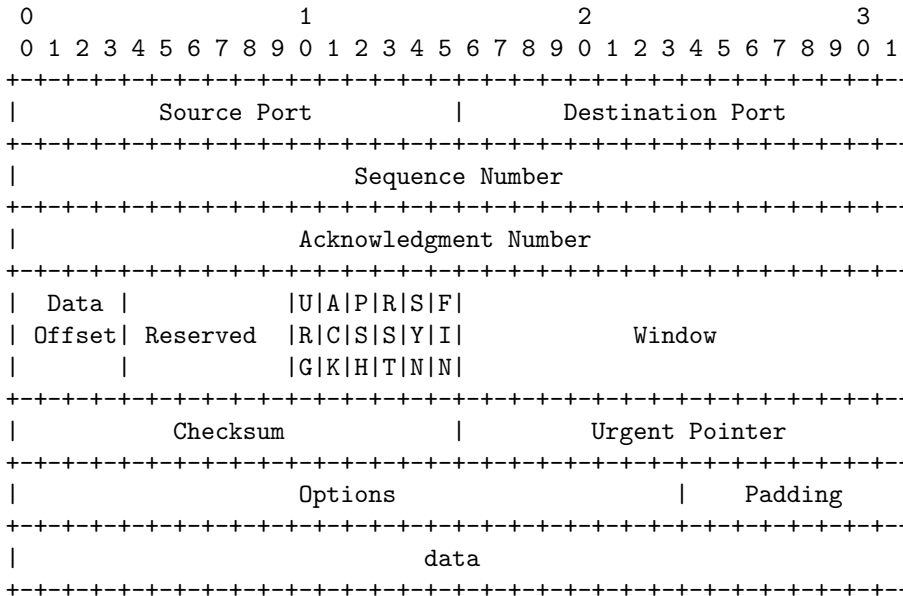 0 1 2 3
0 1 2 3 4 5 6 7 8 9 0 1 2 3 4 5 6 7 8 9 0 1 2 3 4 5 6 7 8 9 0 1
+-+-+-+-+-+-+-+-+-+-+-+-+-+-+-+-+-+-+-+-+-+-+-+-+-+-+-+-+-+-+-+-
| Source Port | Destination Port
+-+-+-+-+-+-+-+-+-+-+-+-+-+-+-+-+-+-+-+-+-+-+-+-+-+-+-+-+-+-+-+-
| Sequence Number
+-+-+-+-+-+-+-+-+-+-+-+-+-+-+-+-+-+-+-+-+-+-+-+-+-+-+-+-+-+-+-+-
| Acknowledgment Number
+-+-+-+-+-+-+-+-+-+-+-+-+-+-+-+-+-+-+-+-+-+-+-+-+-+-+-+-+-+-+-+-
| Data | |U|A|P|R|S|F|
| Offset| Reserved |R|C|S|S|Y|I| Window
| | |G|K|H|T|N|N|
+-+-+-+-+-+-+-+-+-+-+-+-+-+-+-+-+-+-+-+-+-+-+-+-+-+-+-+-+-+-+-+-
| Checksum | Urgent Pointer
+-+-+-+-+-+-+-+-+-+-+-+-+-+-+-+-+-+-+-+-+-+-+-+-+-+-+-+-+-+-+-+-
| Options | Padding
+-+-+-+-+-+-+-+-+-+-+-+-+-+-+-+-+-+-+-+-+-+-+-+-+-+-+-+-+-+-+-+-
| data
+-+-+-+-+-+-+-+-+-+-+-+-+-+-+-+-+-+-+-+-+-+-+-+-+-+-+-+-+-+-+-+-